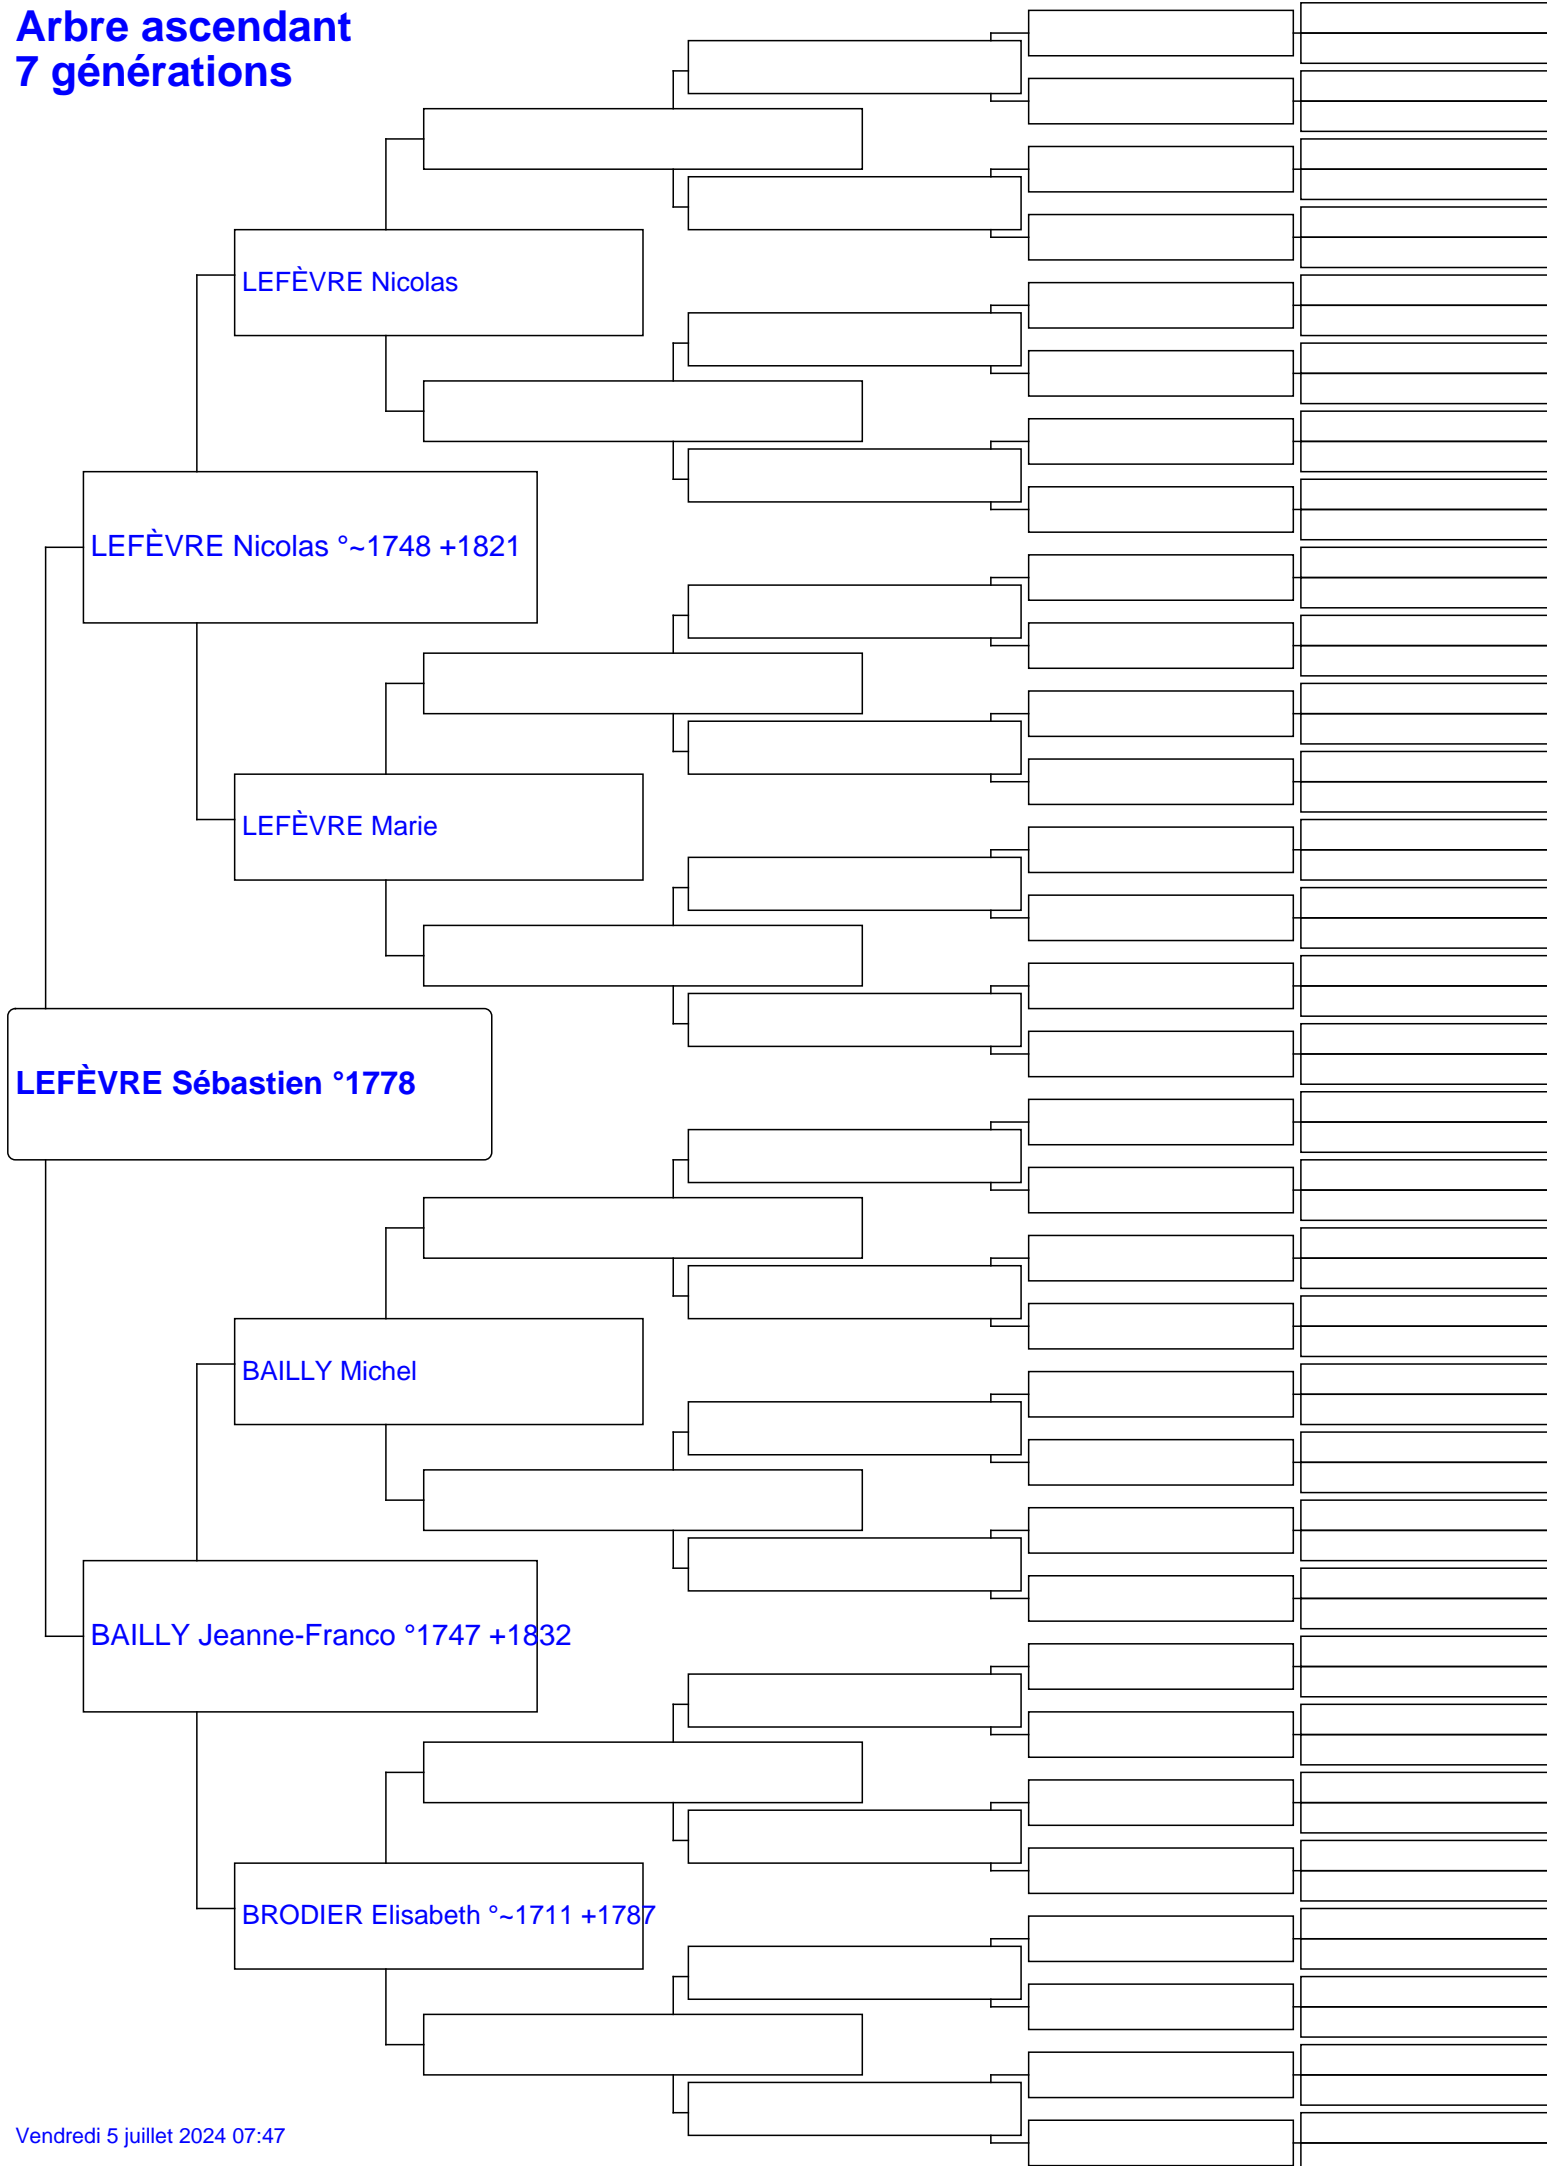 Arbre ascendant
7 générations
LEFÈVRE Nicolas
LEFÈVRE Nicolas °~1748 +1821
LEFÈVRE Marie
LEFÈVRE Sébastien °1778
BAILLY Michel
BAILLY Jeanne-Franco °1747 +1832
BRODIER Elisabeth °~1711 +1787
Vendredi 5 juillet 2024 07:47